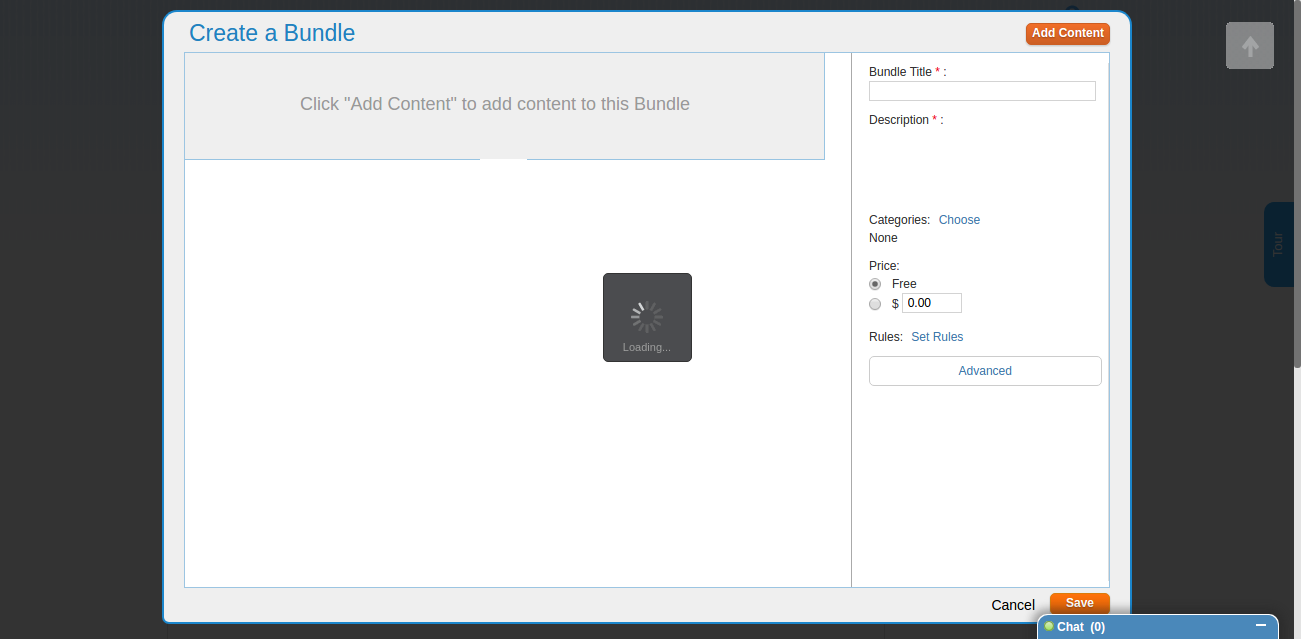 Create a Bundle
Add Content
Click "Add Content" to add content to this Bundle
Bundle Title * :
Description * :
Categories: Choose
None
Price:
Free
$ 0.00
Rules: Set Rules
Advanced
Loading...
Tour
Cancel
Save
Chat (0)